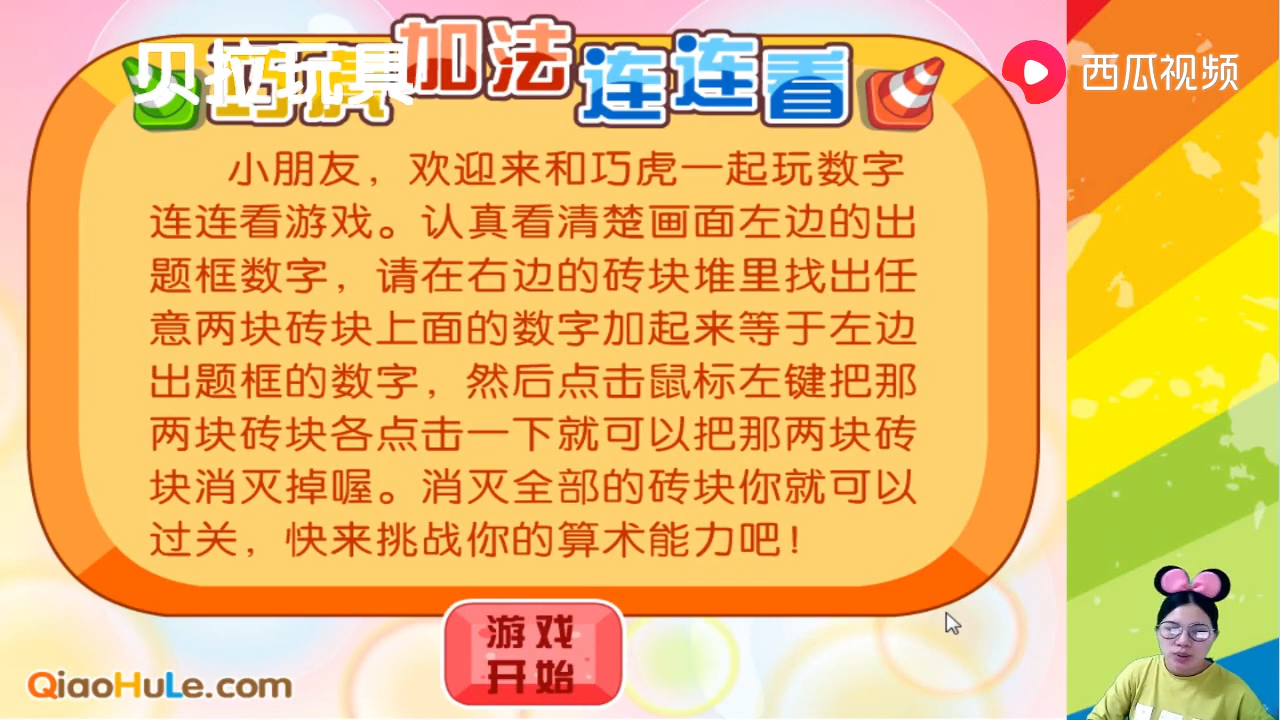 贝拉玩具
巧虎加法连连看
西瓜视频
小朋友，欢迎来和巧虎一起玩数字
连连看游戏。认真看清楚画面左边的出
题框数字，请在右边的砖块堆里找出任
意两块砖块上面的数字加起来等于左边
出题框的数字，然后点击鼠标左键把那
两块砖块各点击一下就可以把那两块砖
块消灭掉喔。消灭全部的砖块你就可以
过关，快来挑战你的算术能力吧！
游戏
开始
QiaoHuLe.com